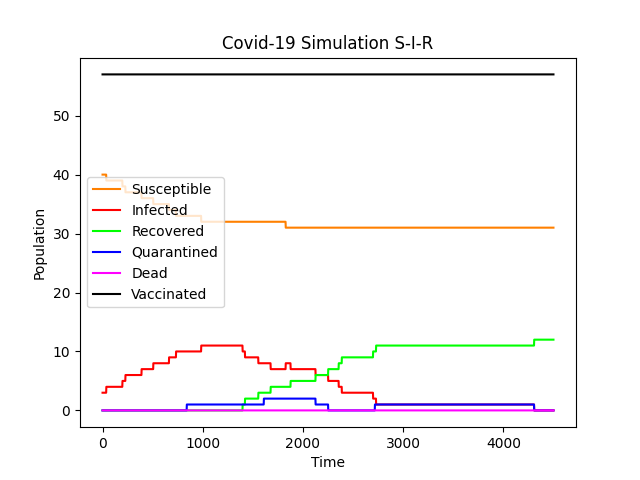 Covid-19 Simulation S-I-R
Population
50
40
30
20
10
0
Susceptible
Infected
Recovered
Quarantined
Dead
Vaccinated
0 1000 2000 3000 4000
Time